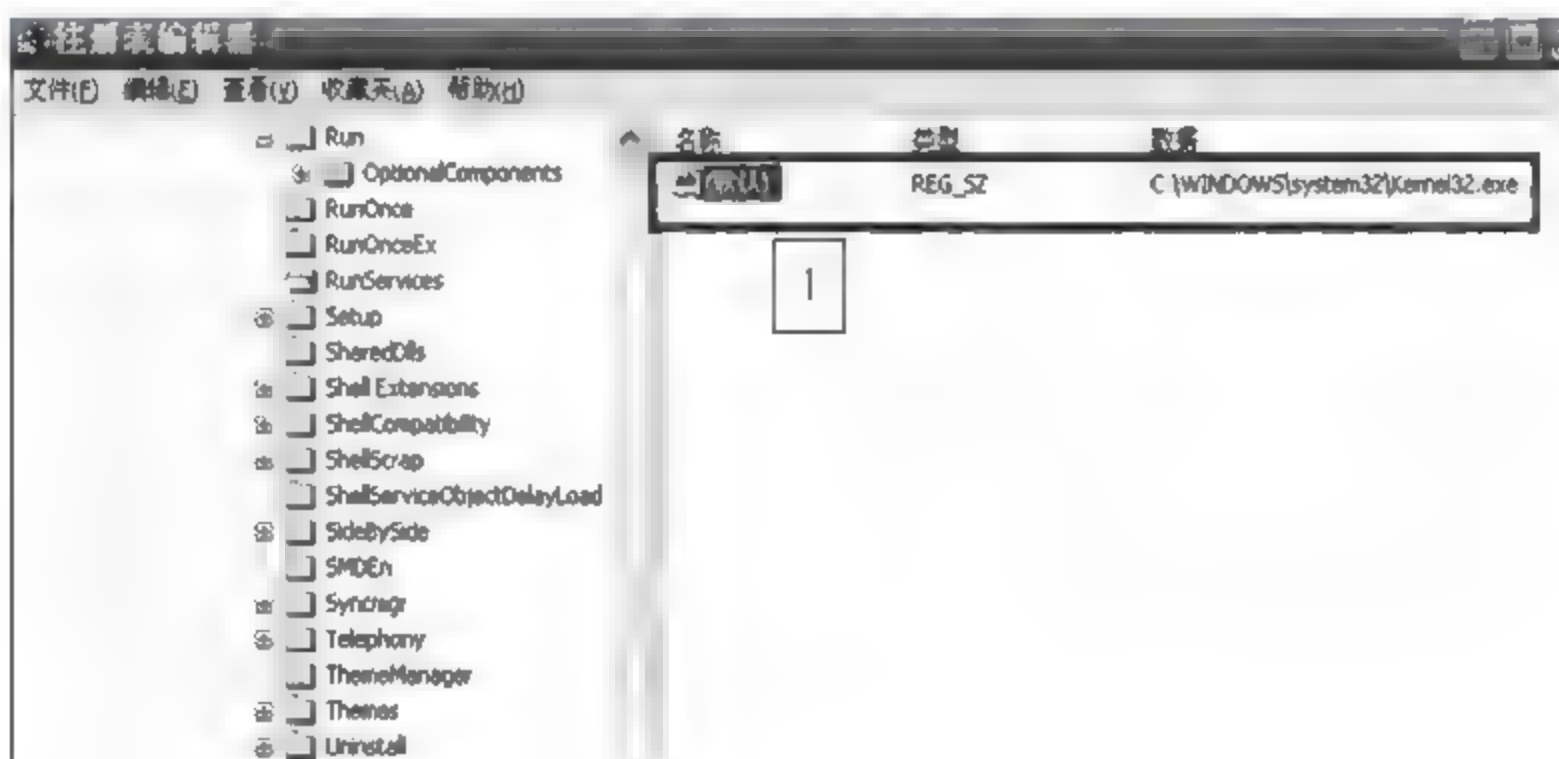 注册表编辑器
文件(F) 编辑(E) 查看(V) 收藏夹(A) 帮助(H)
Run
OptionalComponents
RunOnce
RunOnceEx
RunServices
Setup
SharedDlls
Shell Extensions
ShellCompatibility
ShellScrap
ShellServiceObjectDelayLoad
SideBySide
SMDEn
Syncmgr
Telephony
ThemeManager
Themes
Uninstall
名称 类型 数据
(默认) REG_SZ C:\WINDOWS\system32\Kernel32.exe
1